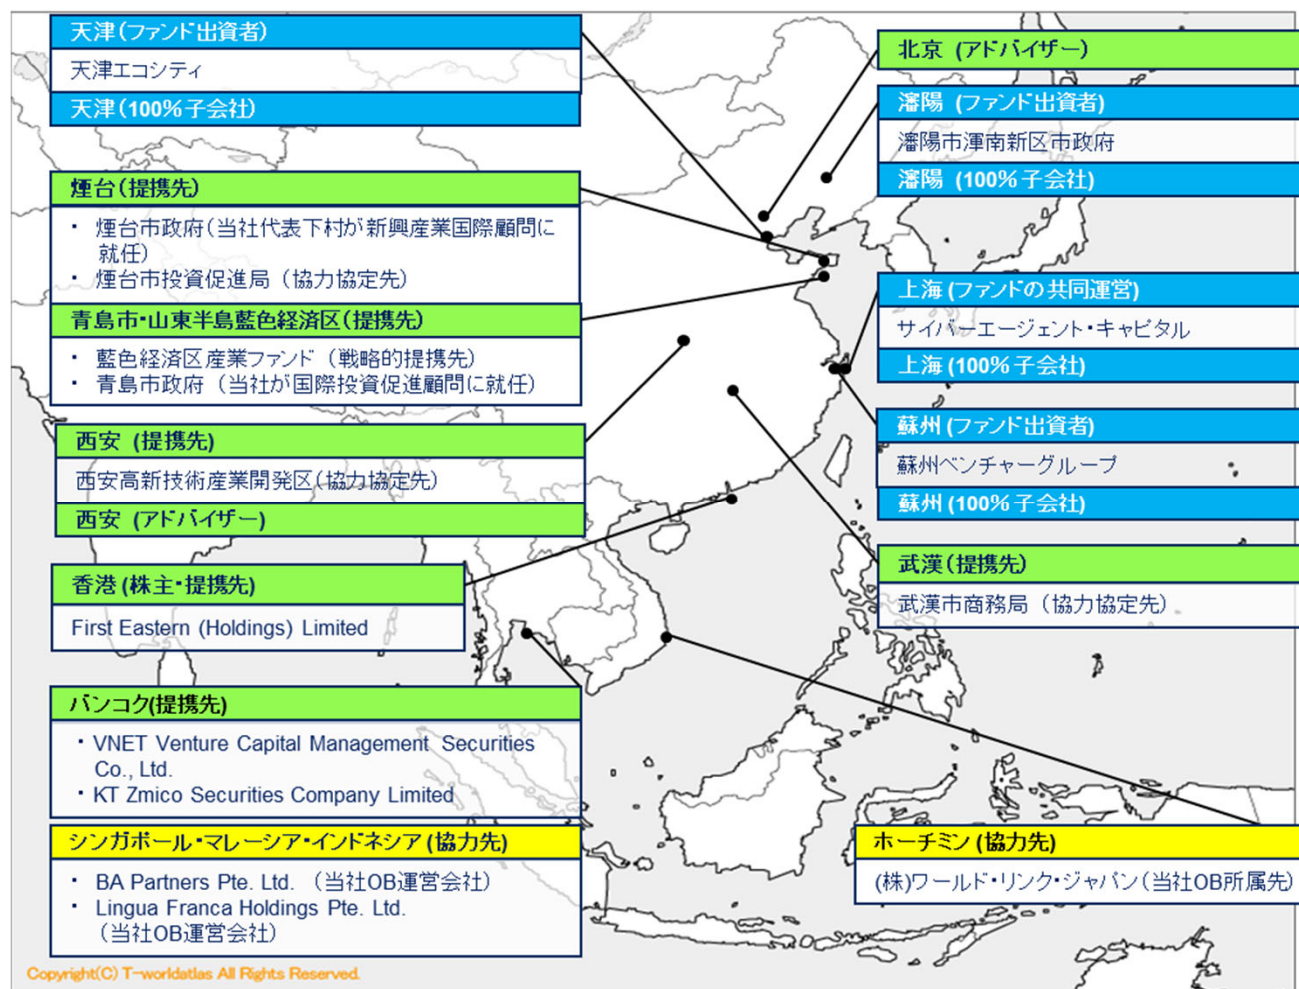 天津(ファンド出資者)
天津エコシティ
天津(100%子会社)
煙台(提携先)
・ 煙台市政府(当社代表下村が新興産業国際顧問に
就任)
・ 煙台市投資促進局 (協力協定先)
青島市・山東半島藍色経済区(提携先)
・ 藍色経済区産業ファンド (戦略的提携先)
・ 青島市政府 (当社が国際投資促進顧問に就任)
西安 (提携先)
西安高新技術産業開発区(協力協定先)
西安 (アドバイザー)
香港 (株主・提携先)
First Eastern (Holdings) Limited
バンコク(提携先)
・ VNET Venture Capital Management Securities
Co., Ltd.
・ KT Zmico Securities Company Limited
シンガポール・マレーシア・インドネシア (協力先)
・ BA Partners Pte. Ltd. (当社OB運営会社)
・ Lingua Franca Holdings Pte. Ltd.
(当社OB運営会社)
北京 (アドバイザー)
瀋陽 (ファンド出資者)
瀋陽市渾南新区市政府
瀋陽 (100%子会社)
上海 (ファンドの共同運営)
サイバーエージェント・キャピタル
上海 (100%子会社)
蘇州 (ファンド出資者)
蘇州ベンチャーグループ
蘇州 (100%子会社)
武漢 (提携先)
武漢市商務局 (協力協定先)
ホーチミン (協力先)
(株)ワールド・リンク・ジャパン(当社OB所属先)
Copyright(C) T-worldatlas All Rights Reserved.